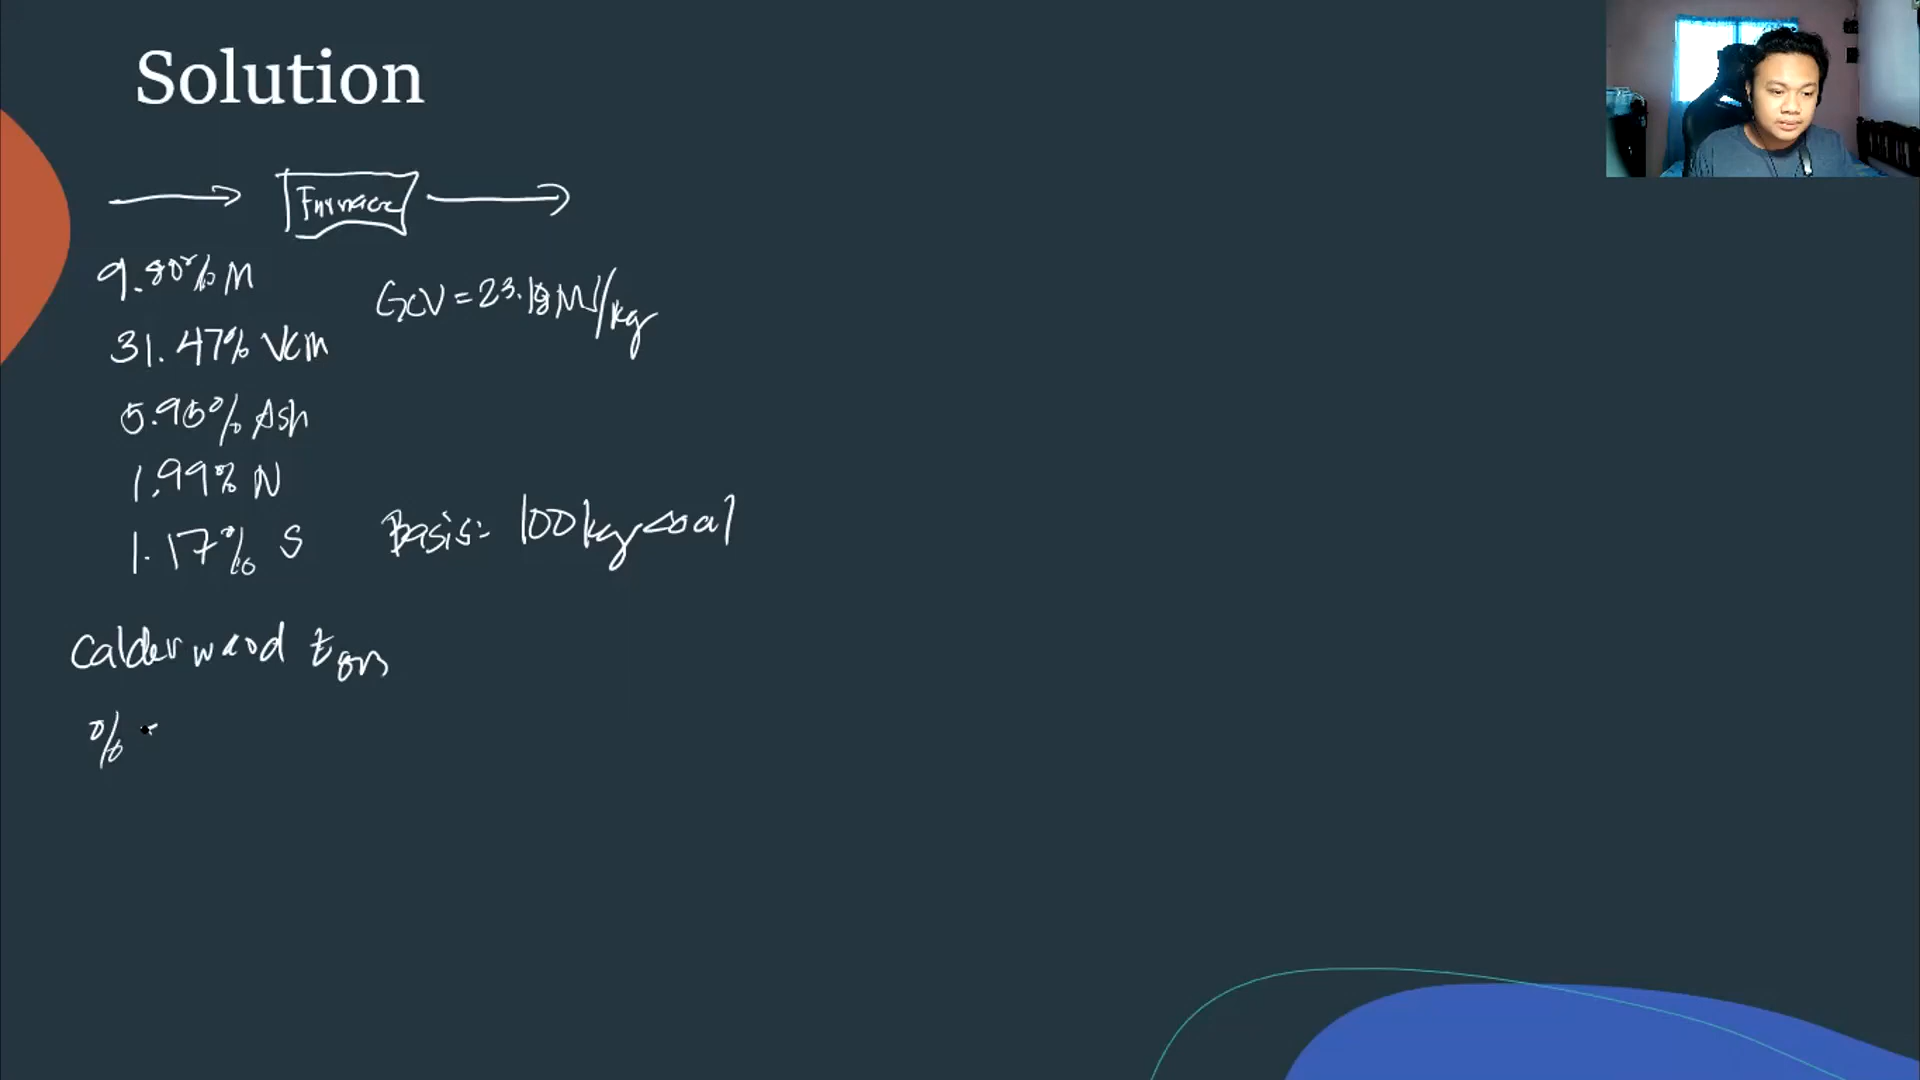 Solution
Furnace
9.80% M
GCV = 23.18 MJ/kg
31.47% VCM
5.95% Ash
1.99% N
1.17% S
Basis: 100 kg coal
Calderwood Eqn
%